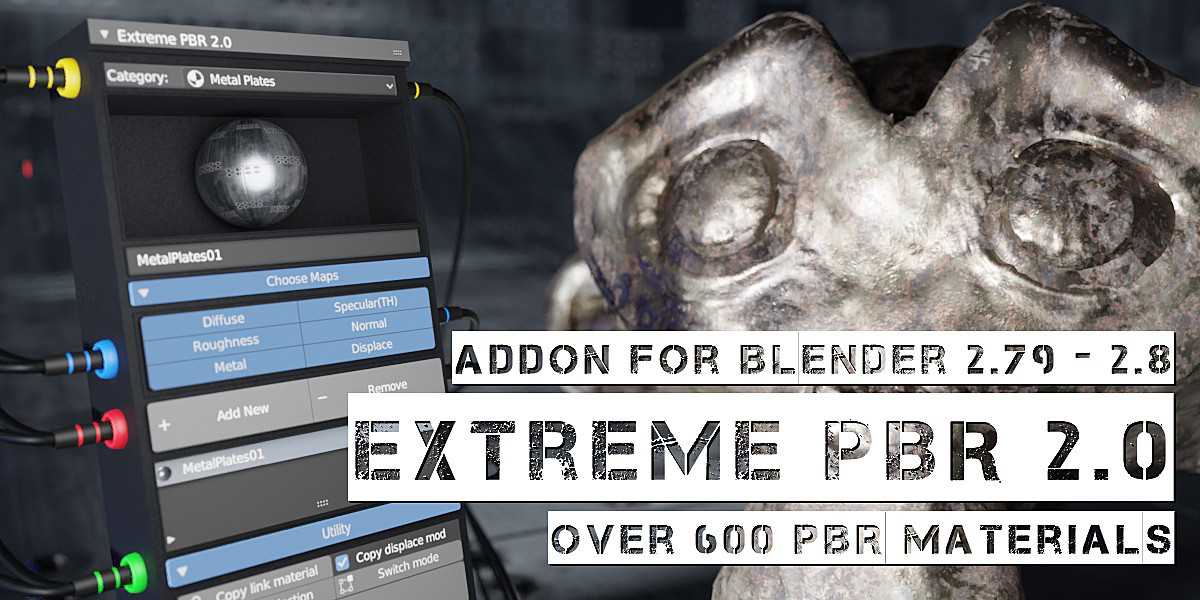 Extreme PBR 2.0
Category: Metal Plates
MetalPlates01
Choose Maps
Diffuse Specular(TH)
Roughness Normal
Metal Displace
Add New Remove
MetalPlates01
Utility
Copy link material Copy displace mod
Switch mode
ADDON FOR BLENDER 2.79 - 2.8
EXTREME PBR 2.0
OVER 600 PBR MATERIALS